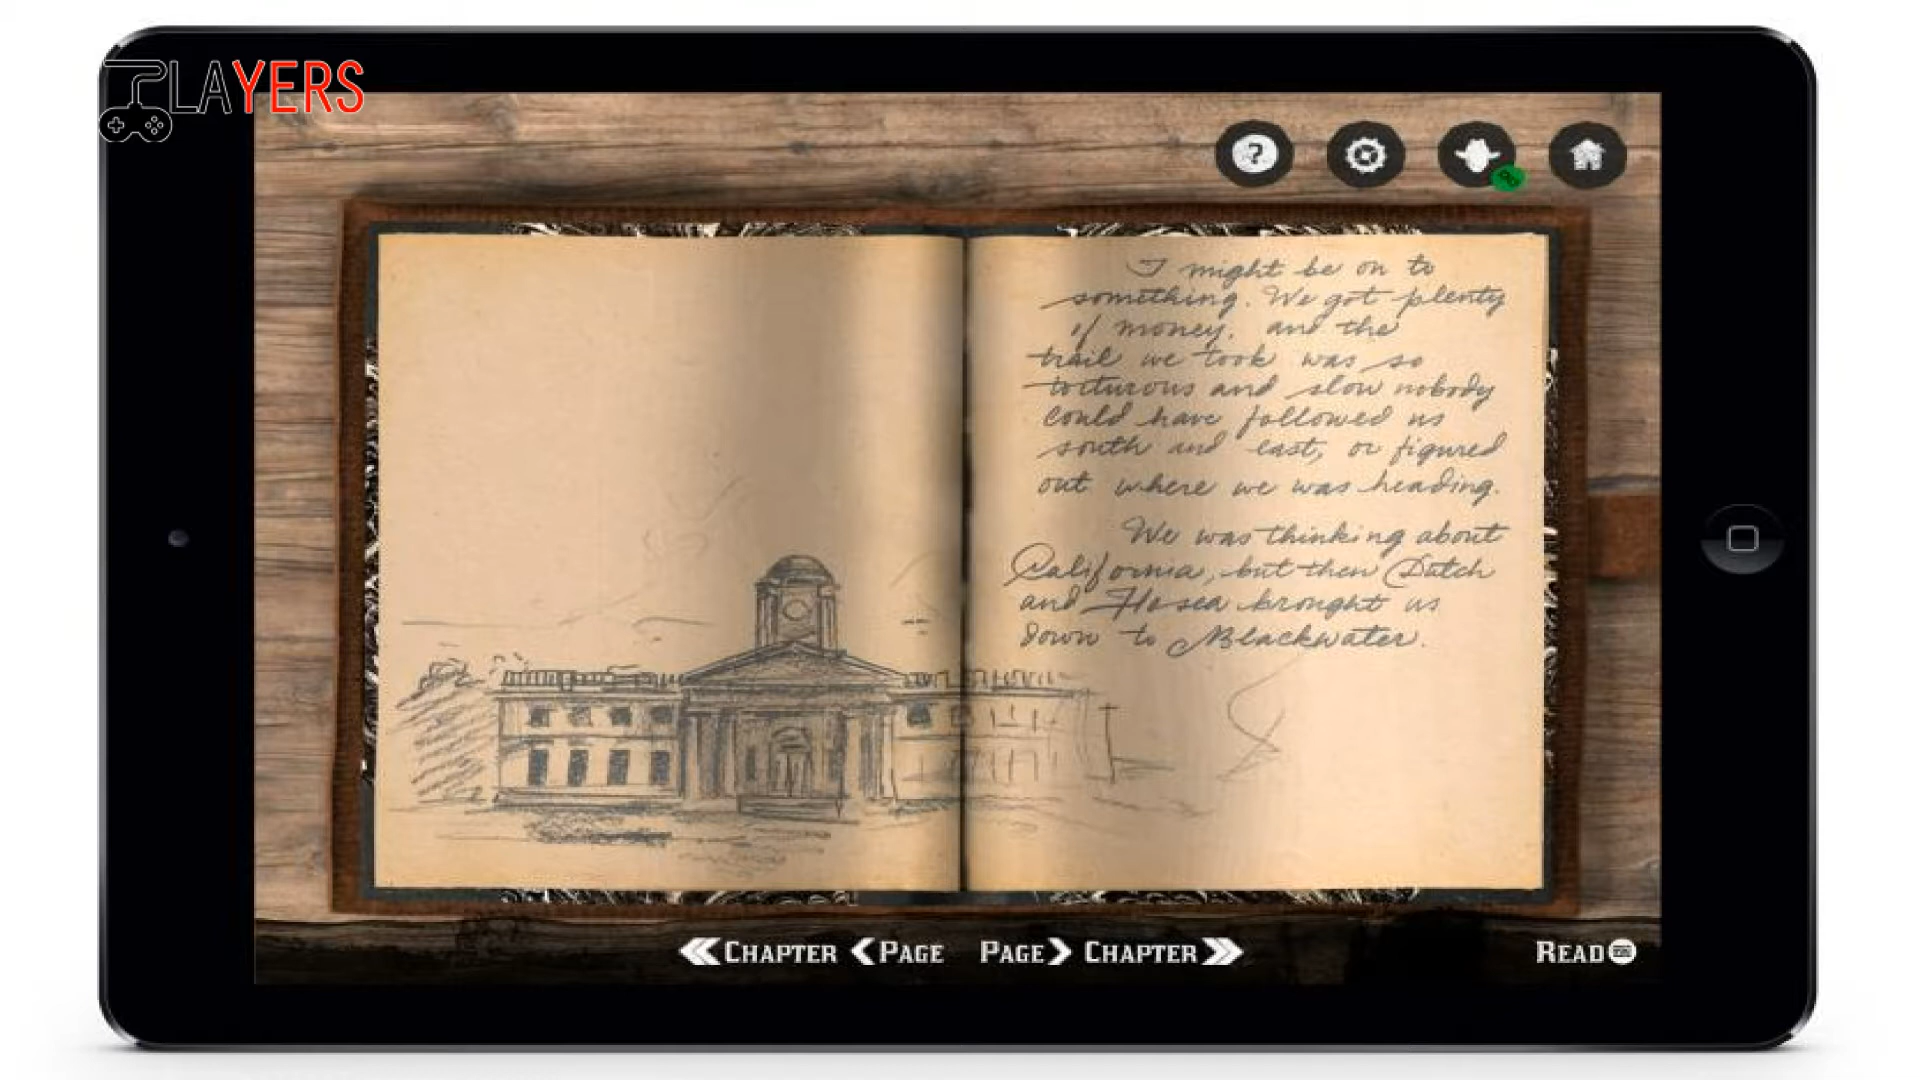 PLAYERS
?
I might be on to
something. We got plenty
of money, and the
trail we took was so
torturous and slow nobody
could have followed us
south and east, or figured
out where we was heading.
We was thinking about
California, but then Dutch
and Hosea brought us
down to Blackwater.
CHAPTER PAGE PAGE CHAPTER READ